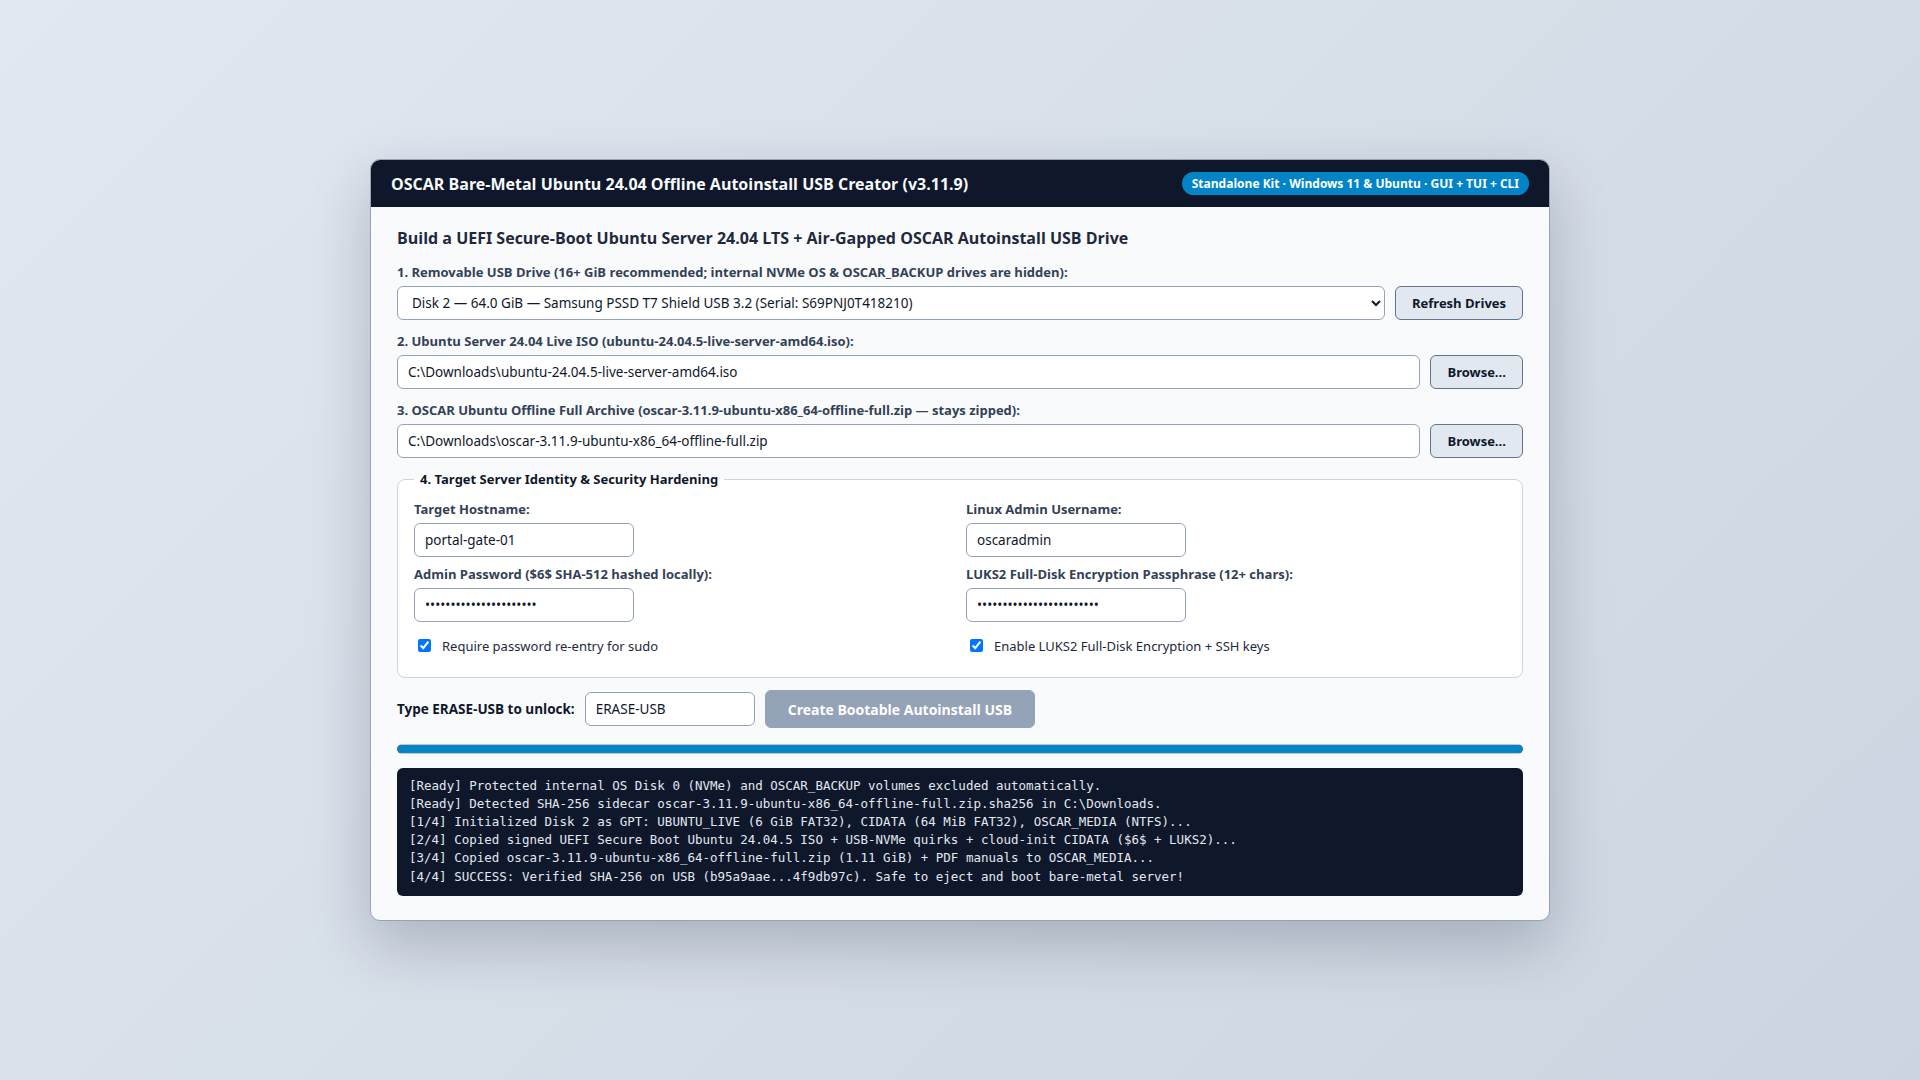 OSCAR Bare-Metal Ubuntu 24.04 Offline Autoinstall USB Creator (v3.11.9)
Standalone Kit · Windows 11 & Ubuntu · GUI + TUI + CLI
Build a UEFI Secure-Boot Ubuntu Server 24.04 LTS + Air-Gapped OSCAR Autoinstall USB Drive
1. Removable USB Drive (16+ GiB recommended; internal NVMe OS & OSCAR_BACKUP drives are hidden):
Disk 2 — 64.0 GiB — Samsung PSSD T7 Shield USB 3.2 (Serial: S69PNJ0T418210)
Refresh Drives
2. Ubuntu Server 24.04 Live ISO (ubuntu-24.04.5-live-server-amd64.iso):
C:\Downloads\ubuntu-24.04.5-live-server-amd64.iso
Browse...
3. OSCAR Ubuntu Offline Full Archive (oscar-3.11.9-ubuntu-x86_64-offline-full.zip — stays zipped):
C:\Downloads\oscar-3.11.9-ubuntu-x86_64-offline-full.zip
Browse...
4. Target Server Identity & Security Hardening
Target Hostname:
portal-gate-01
Linux Admin Username:
oscaradmin
Admin Password ($6$ SHA-512 hashed locally):
••••••••••••••••••••••
LUKS2 Full-Disk Encryption Passphrase (12+ chars):
••••••••••••••••••••••••
Require password re-entry for sudo
Enable LUKS2 Full-Disk Encryption + SSH keys
Type ERASE-USB to unlock:
ERASE-USB
Create Bootable Autoinstall USB
[Ready] Protected internal OS Disk 0 (NVMe) and OSCAR_BACKUP volumes excluded automatically.
[Ready] Detected SHA-256 sidecar oscar-3.11.9-ubuntu-x86_64-offline-full.zip.sha256 in C:\Downloads.
[1/4] Initialized Disk 2 as GPT: UBUNTU_LIVE (6 GiB FAT32), CIDATA (64 MiB FAT32), OSCAR_MEDIA (NTFS)...
[2/4] Copied signed UEFI Secure Boot Ubuntu 24.04.5 ISO + USB-NVMe quirks + cloud-init CIDATA ($6$ + LUKS2)...
[3/4] Copied oscar-3.11.9-ubuntu-x86_64-offline-full.zip (1.11 GiB) + PDF manuals to OSCAR_MEDIA...
[4/4] SUCCESS: Verified SHA-256 on USB (b95a9aae...4f9db97c). Safe to eject and boot bare-metal server!